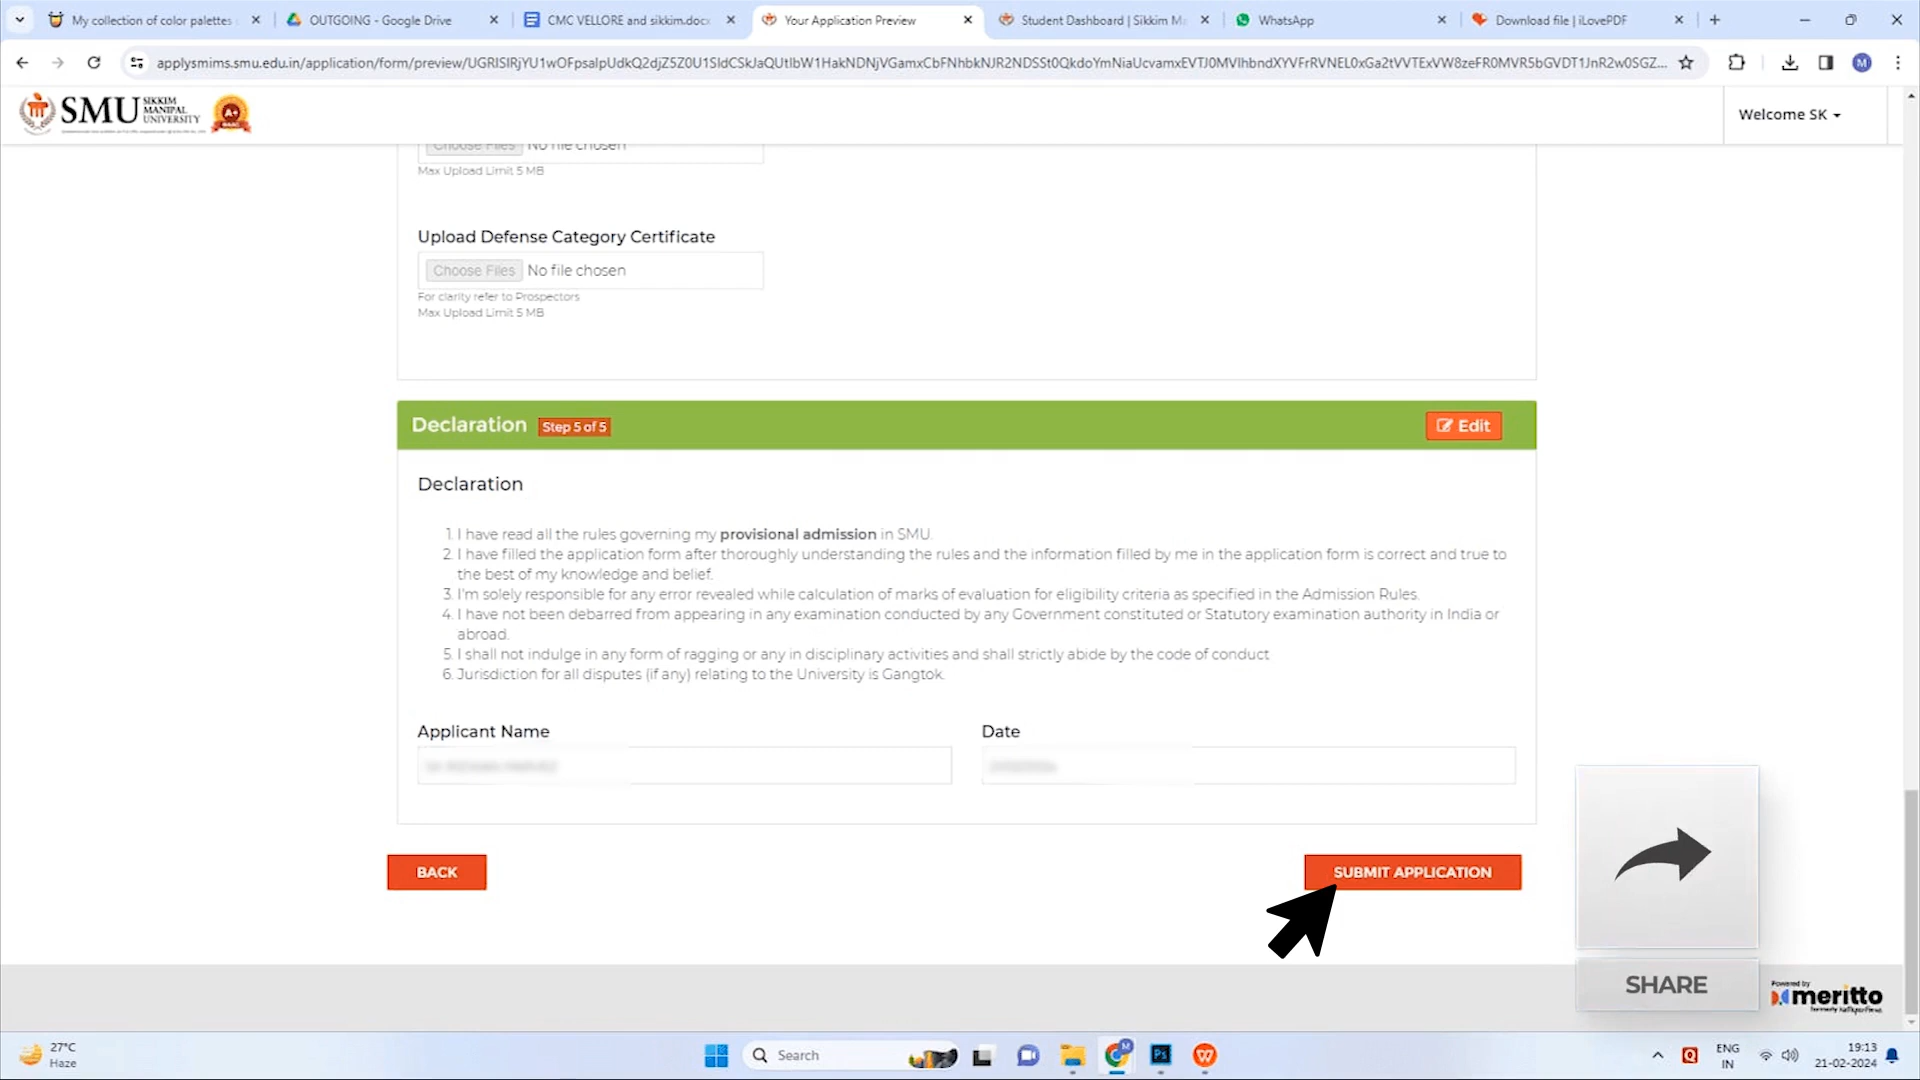 My collection of color palettes
OUTGOING - Google Drive
CMC VELLORE and sikkim.docx
Your Application Preview
Student Dashboard | Sikkim M
WhatsApp
Download file | iLovePDF
SMU SIKKIM MANIPAL UNIVERSITY
A+
Welcome SK
Choose Files No file chosen
Max Upload Limit 5 MB
Upload Defense Category Certificate
Choose Files No file chosen
For clarity refer to Prospectors
Max Upload Limit 5 MB
Declaration Step 5 of 5 Edit
Declaration
1. I have read all the rules governing my provisional admission in SMU.
2. I have filled the application form after thoroughly understanding the rules and the information filled by me in the application form is correct and true to
the best of my knowledge and belief.
3. I'm solely responsible for any error revealed while calculation of marks of evaluation for eligibility criteria as specified in the Admission Rules.
4. I have not been debarred from appearing in any examination conducted by any Government constituted or Statutory examination authority in India or
abroad.
5. I shall not indulge in any form of ragging or any in disciplinary activities and shall strictly abide by the code of conduct
6. Jurisdiction for all disputes (if any) relating to the University is Gangtok.
Applicant Name Date
BACK SUBMIT APPLICATION
SHARE
Powered by
meritto
27°C
Haze
Search
ENG
IN
19:13
21-02-2024